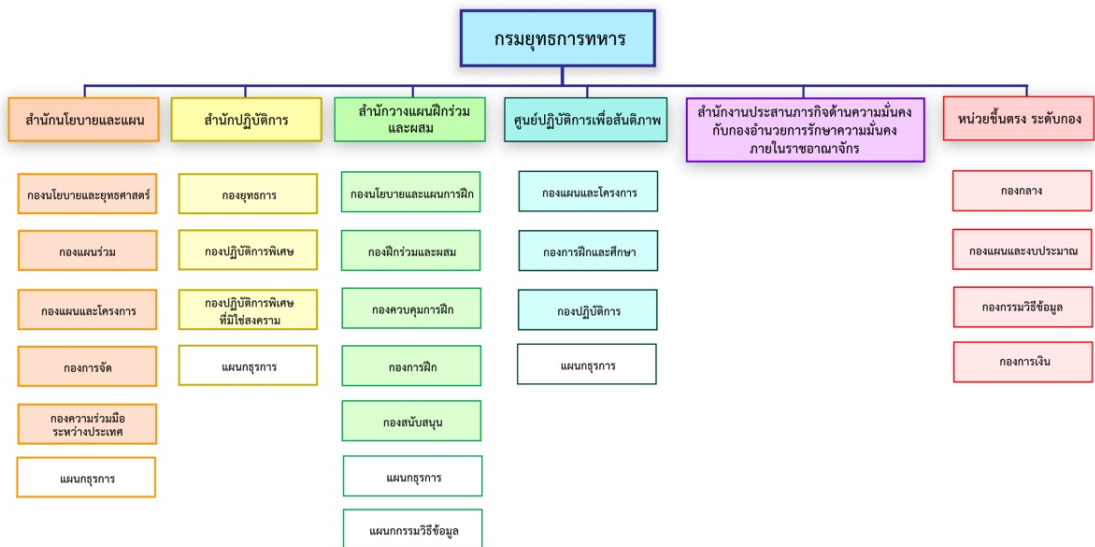 กรมยุทธการทหาร
สำนักนโยบายและแผน
กองนโยบายและยุทธศาสตร์
กองแผนร่วม
กองแผนและโครงการ
กองการจัด
กองความร่วมมือ
ระหว่างประเทศ
แผนกธุรการ
สำนักปฏิบัติการ
กองยุทธการ
กองปฏิบัติการพิเศษ
กองปฏิบัติการพิเศษ
ที่มิใช่สงคราม
แผนกธุรการ
สำนักวางแผนฝึกร่วม
และผสม
กองนโยบายและแผนการฝึก
กองฝึกร่วมและผสม
กองควบคุมการฝึก
กองการฝึก
กองสนับสนุน
แผนกธุรการ
แผนกกรรมวิธีข้อมูล
ศูนย์ปฏิบัติการเพื่อสันติภาพ
กองแผนและโครงการ
กองการฝึกและศึกษา
กองปฏิบัติการ
แผนกธุรการ
สำนักงานประสานภารกิจด้านความมั่นคง
กับกองอำนวยการรักษาความมั่นคง
ภายในราชอาณาจักร
หน่วยขึ้นตรง ระดับกอง
กองกลาง
กองแผนและงบประมาณ
กองกรรมวิธีข้อมูล
กองการเงิน